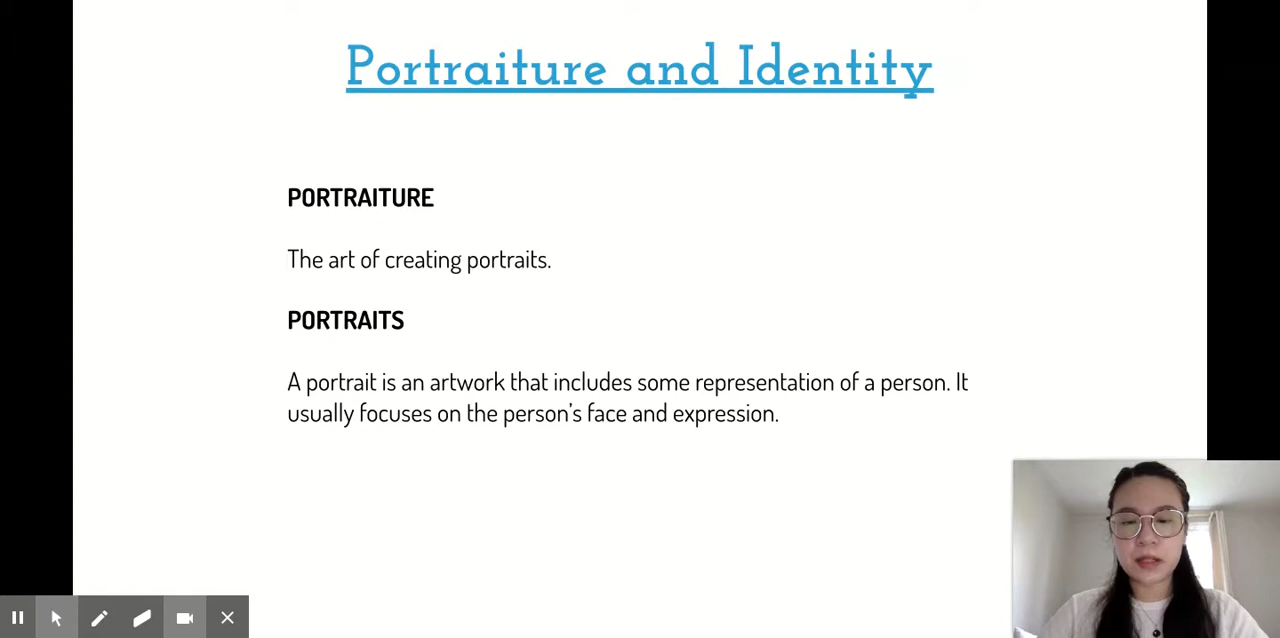 Portraiture and Identity
PORTRAITURE
The art of creating portraits.
PORTRAITS
A portrait is an artwork that includes some representation of a person. It
usually focuses on the person’s face and expression.